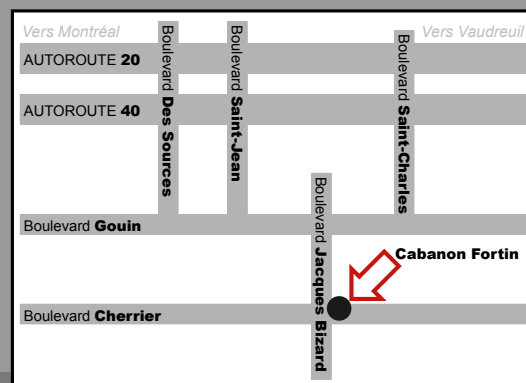 Vers Montréal
Vers Vaudreuil
AUTOROUTE 20
AUTOROUTE 40
Boulevard Des Sources
Boulevard Saint-Jean
Boulevard Saint-Charles
Boulevard Gouin
Boulevard Jacques Bizard
Cabanon Fortin
Boulevard Cherrier